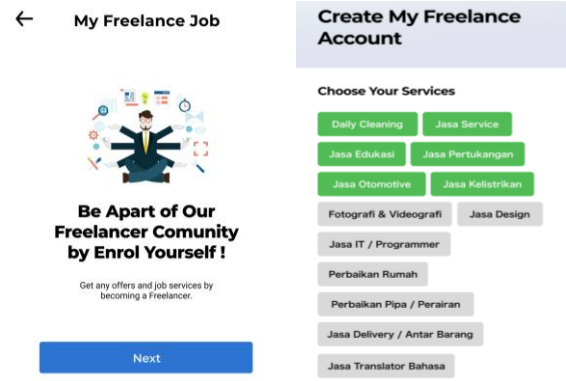 My Freelance Job
Be Apart of Our
Freelancer Comunity
by Enrol Yourself !
Get any offers and job services by
becoming a Freelancer.
Next
Create My Freelance
Account
Choose Your Services
Daily Cleaning
Jasa Service
Jasa Edukasi
Jasa Pertukangan
Jasa Otomotive
Jasa Kelistrikan
Fotografi & Videografi
Jasa Design
Jasa IT / Programmer
Perbaikan Rumah
Perbaikan Pipa / Perairan
Jasa Delivery / Antar Barang
Jasa Translator Bahasa